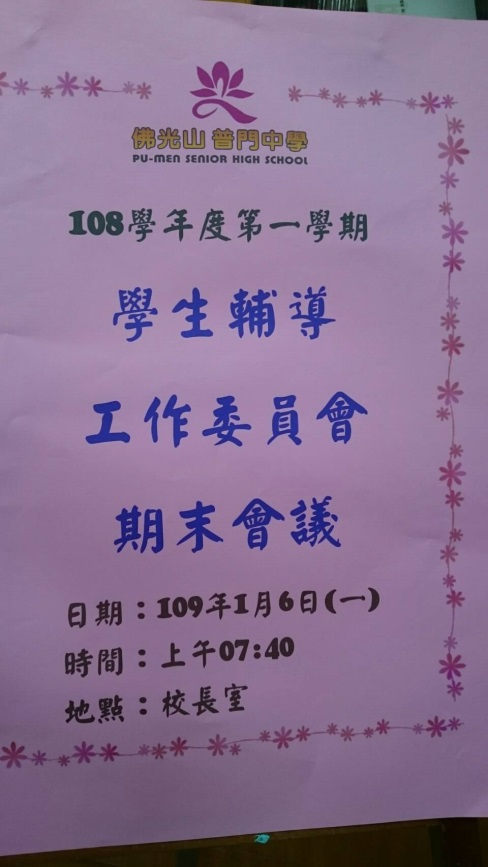 佛光山 普門中學
PU-MEN SENIOR HIGH SCHOOL
108學年度第一學期
學生輔導
工作委員會
期末會議
日期：109年1月6日(一)
時間：上午07:40
地點：校長室